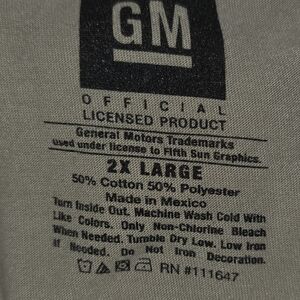 GM
OFFICIAL
LICENSED PRODUCT
General Motors Trademarks
used under license to Fifth Sun Graphics.
2X LARGE
50% Cotton 50% Polyester
Made in Mexico
Turn Inside Out. Machine Wash Cold With
Like Colors. Only Non-Chlorine Bleach
When Needed. Tumble Dry Low. Low Iron
If Needed. Do Not Iron Decoration.
RN #111647